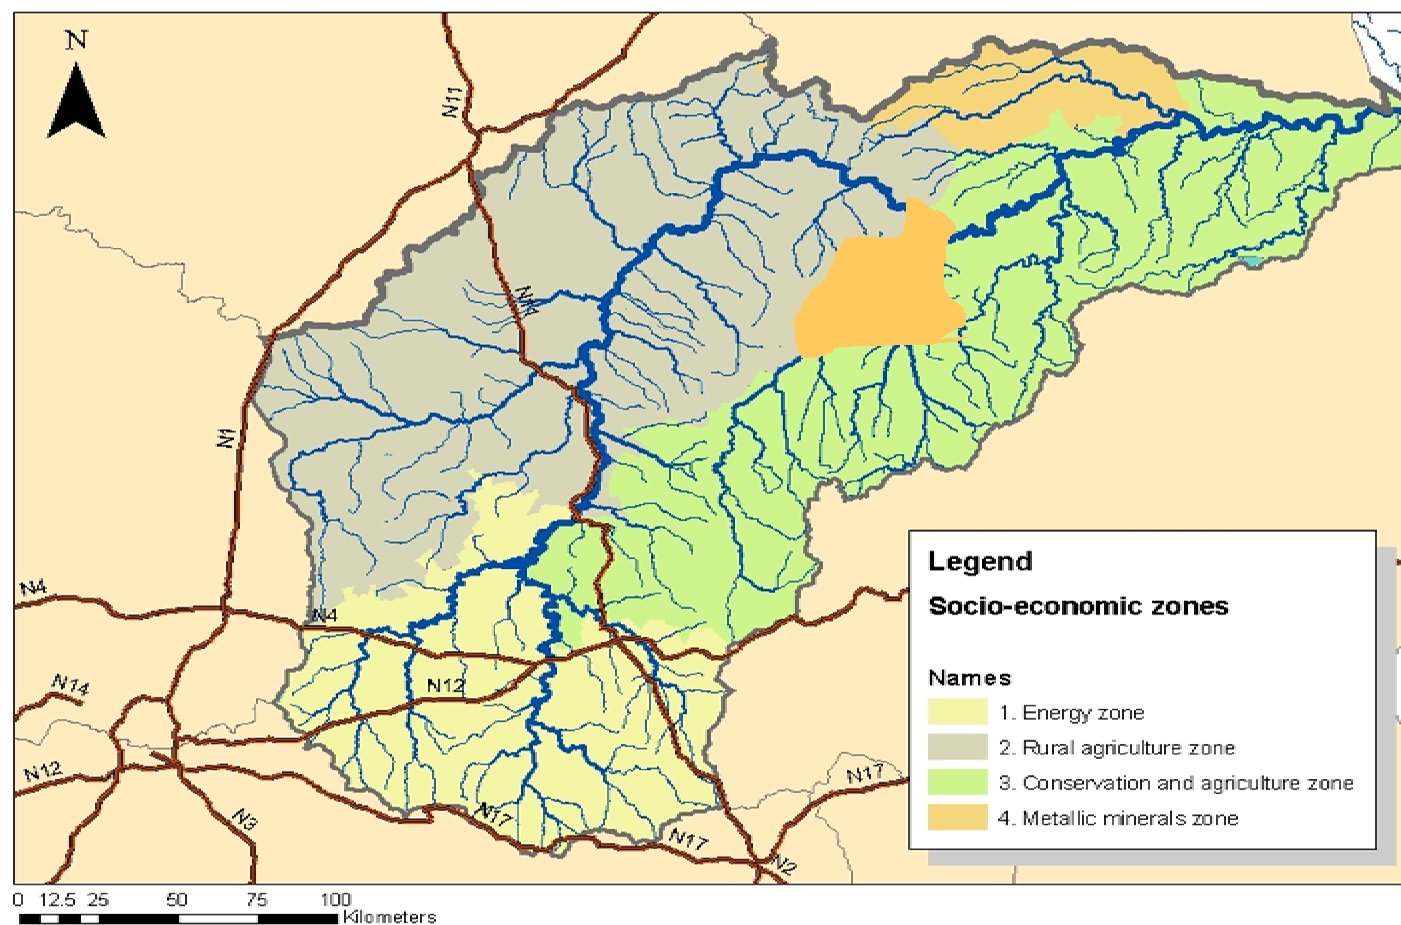 N
N11
N11
N1
N4
N4
N14
N12
N12
N3
N17
N17
N17
N2
Legend
Socio-economic zones
Names
1. Energy zone
2. Rural agriculture zone
3. Conservation and agriculture zone
4. Metallic minerals zone
0 12.5 25 50 75 100
Kilometers